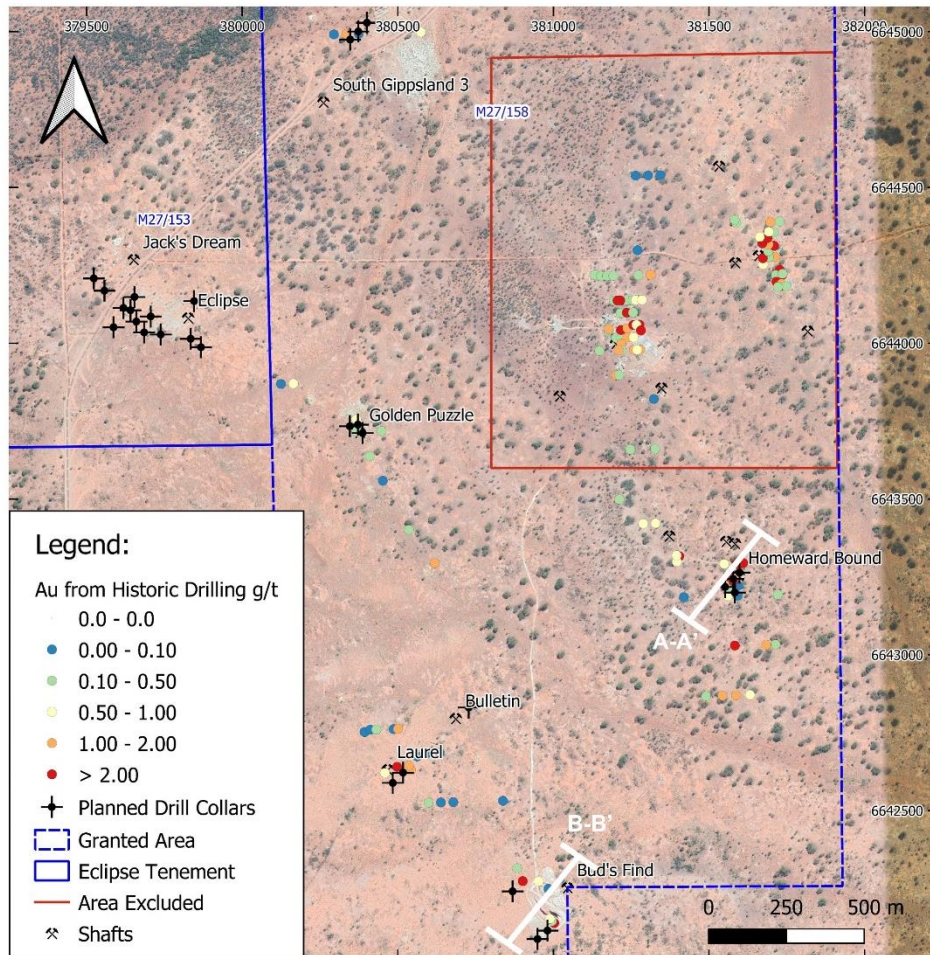 379500
380000
380500
381000
381500
382000
6645000
South Gippsland 3
M27/158
6644500
M27/153
Jack's Dream
Eclipse
6644000
Golden Puzzle
6643500
Homeward Bound
A-A'
6643000
Bulletin
Laurel
6642500
B-B'
Bud's Find
Legend:
Au from Historic Drilling g/t
0.0 - 0.0
0.00 - 0.10
0.10 - 0.50
0.50 - 1.00
1.00 - 2.00
> 2.00
Planned Drill Collars
Granted Area
Eclipse Tenement
Area Excluded
Shafts
0 250 500 m